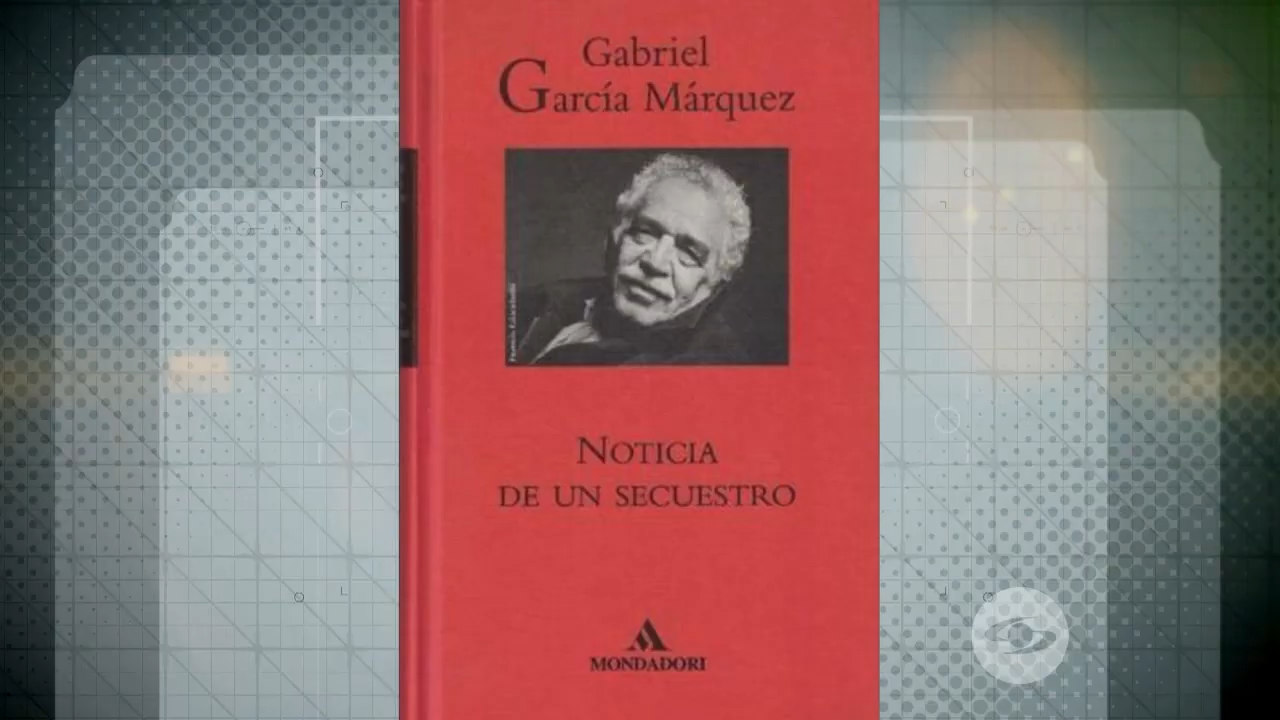 Gabriel
García Márquez
NOTICIA
DE UN SECUESTRO
MONDADORI